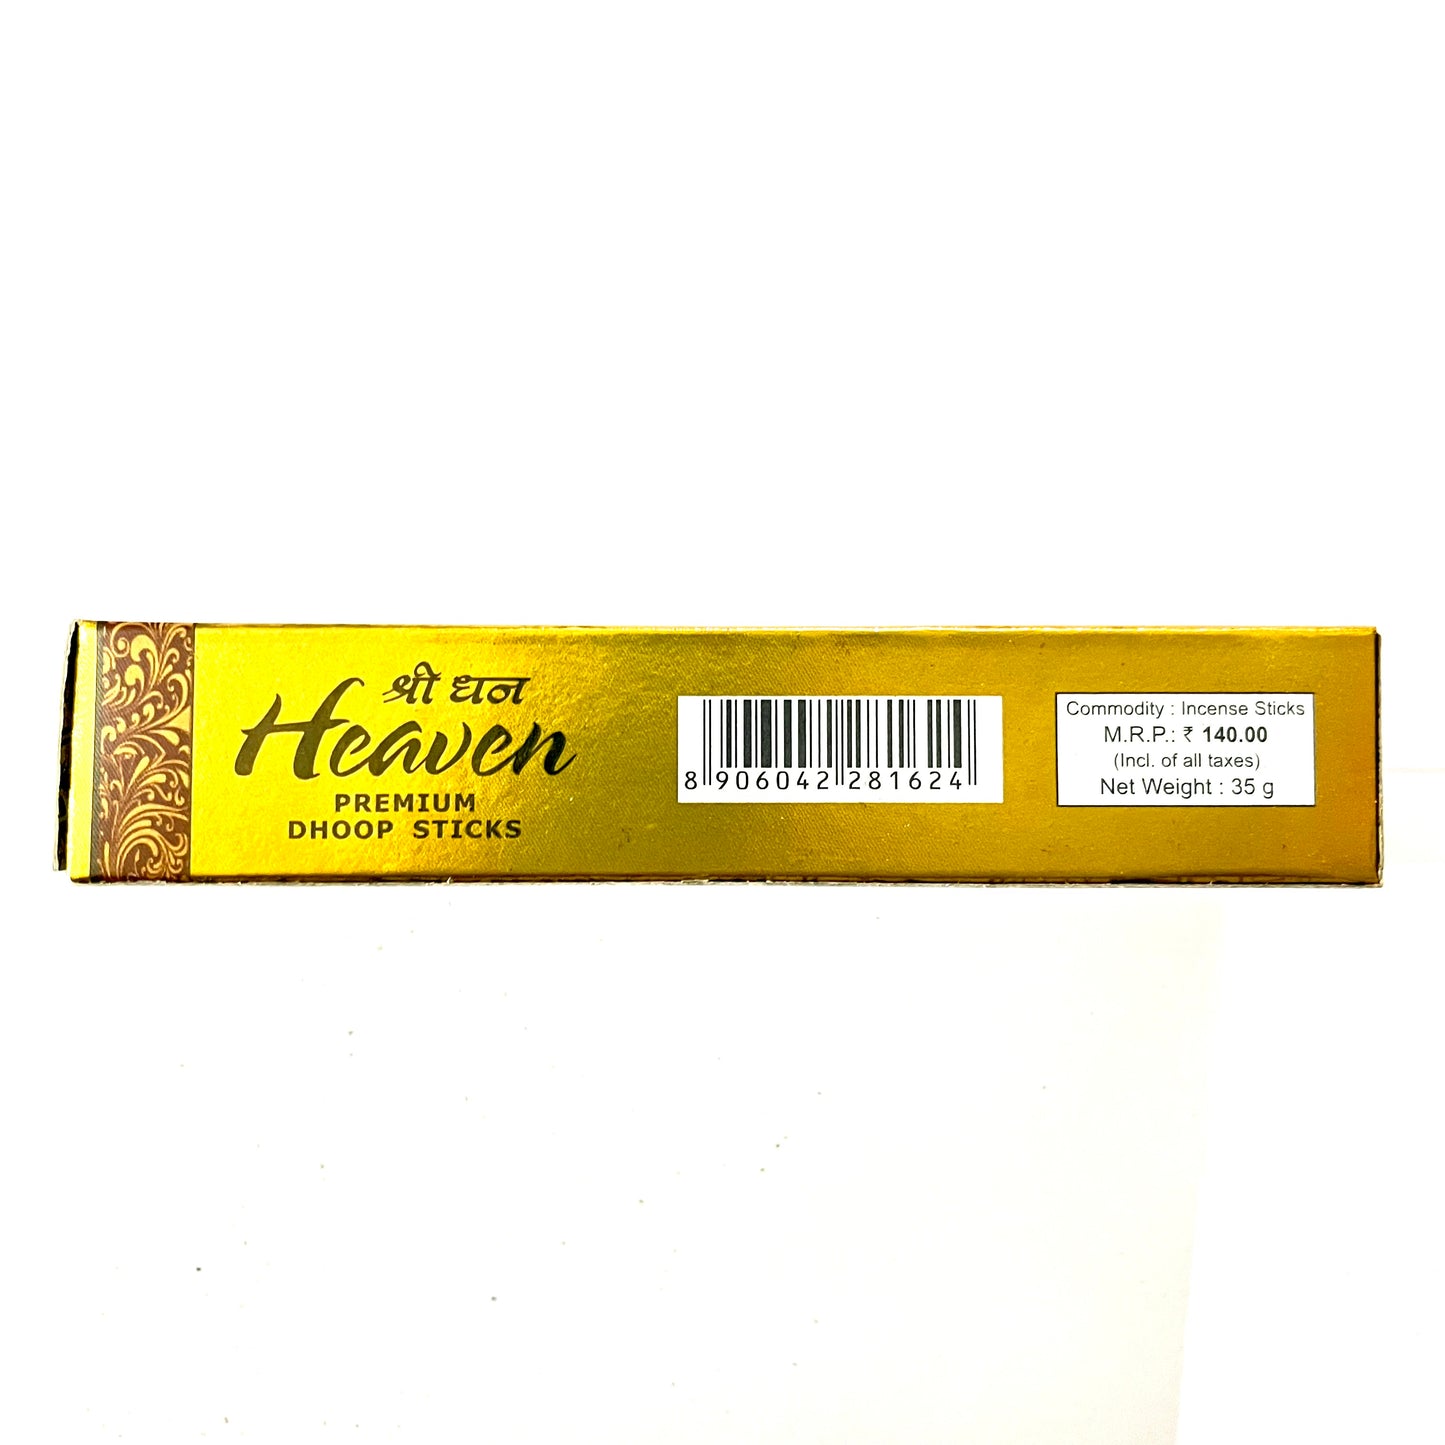 श्री धन
Heaven
PREMIUM
DHOOP STICKS
8 906042 281624
Commodity : Incense Sticks
M.R.P.: ₹ 140.00
(Incl. of all taxes)
Net Weight : 35 g